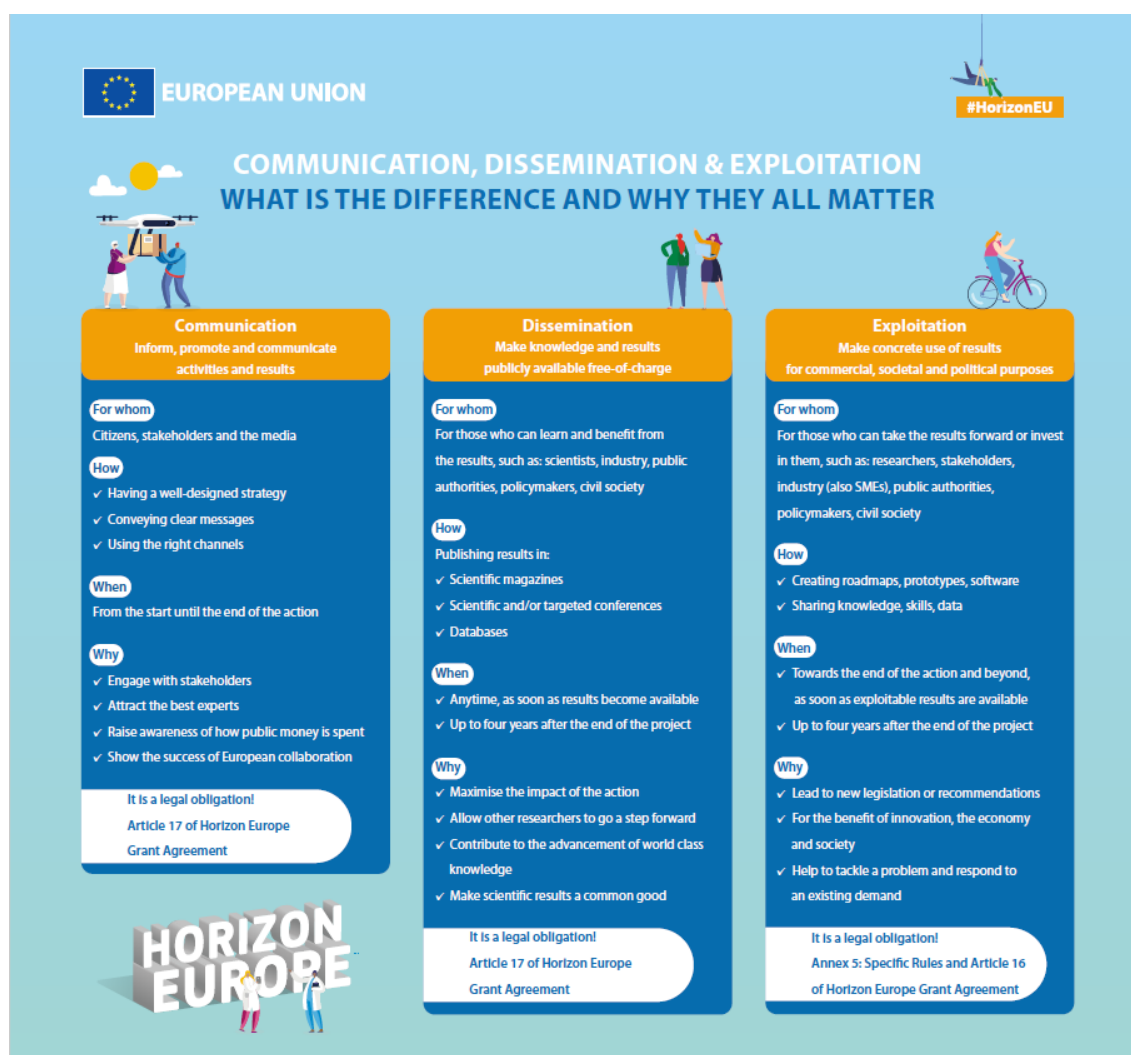 EUROPEAN UNION
#HorizonEU
COMMUNICATION, DISSEMINATION & EXPLOITATION
WHAT IS THE DIFFERENCE AND WHY THEY ALL MATTER
Communication
Inform, promote and communicate
activities and results
For whom
Citizens, stakeholders and the media
How
✓ Having a well-designed strategy
✓ Conveying clear messages
✓ Using the right channels
When
From the start until the end of the action
Why
✓ Engage with stakeholders
✓ Attract the best experts
✓ Raise awareness of how public money is spent
✓ Show the success of European collaboration
It is a legal obligation!
Article 17 of Horizon Europe
Grant Agreement
Dissemination
Make knowledge and results
publicly available free-of-charge
For whom
For those who can learn and benefit from
the results, such as: scientists, industry, public
authorities, policymakers, civil society
How
Publishing results in:
✓ Scientific magazines
✓ Scientific and/or targeted conferences
✓ Databases
When
✓ Anytime, as soon as results become available
✓ Up to four years after the end of the project
Why
✓ Maximise the impact of the action
✓ Allow other researchers to go a step forward
✓ Contribute to the advancement of world class
knowledge
✓ Make scientific results a common good
It is a legal obligation!
Article 17 of Horizon Europe
Grant Agreement
Exploitation
Make concrete use of results
for commercial, societal and political purposes
For whom
For those who can take the results forward or invest
in them, such as: researchers, stakeholders,
industry (also SMEs), public authorities,
policymakers, civil society
How
✓ Creating roadmaps, prototypes, software
✓ Sharing knowledge, skills, data
When
✓ Towards the end of the action and beyond,
as soon as exploitable results are available
✓ Up to four years after the end of the project
Why
✓ Lead to new legislation or recommendations
✓ For the benefit of innovation, the economy
and society
✓ Help to tackle a problem and respond to
an existing demand
It is a legal obligation!
Annex 5: Specific Rules and Article 16
of Horizon Europe Grant Agreement
HORIZON
EUROPE